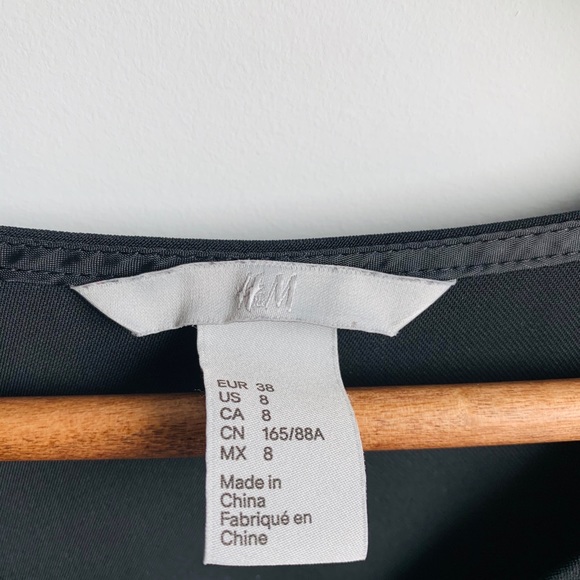 H&M
EUR 38
US 8
CA 8
CN 165/88A
MX 8
Made in
China
Fabriqué en
Chine